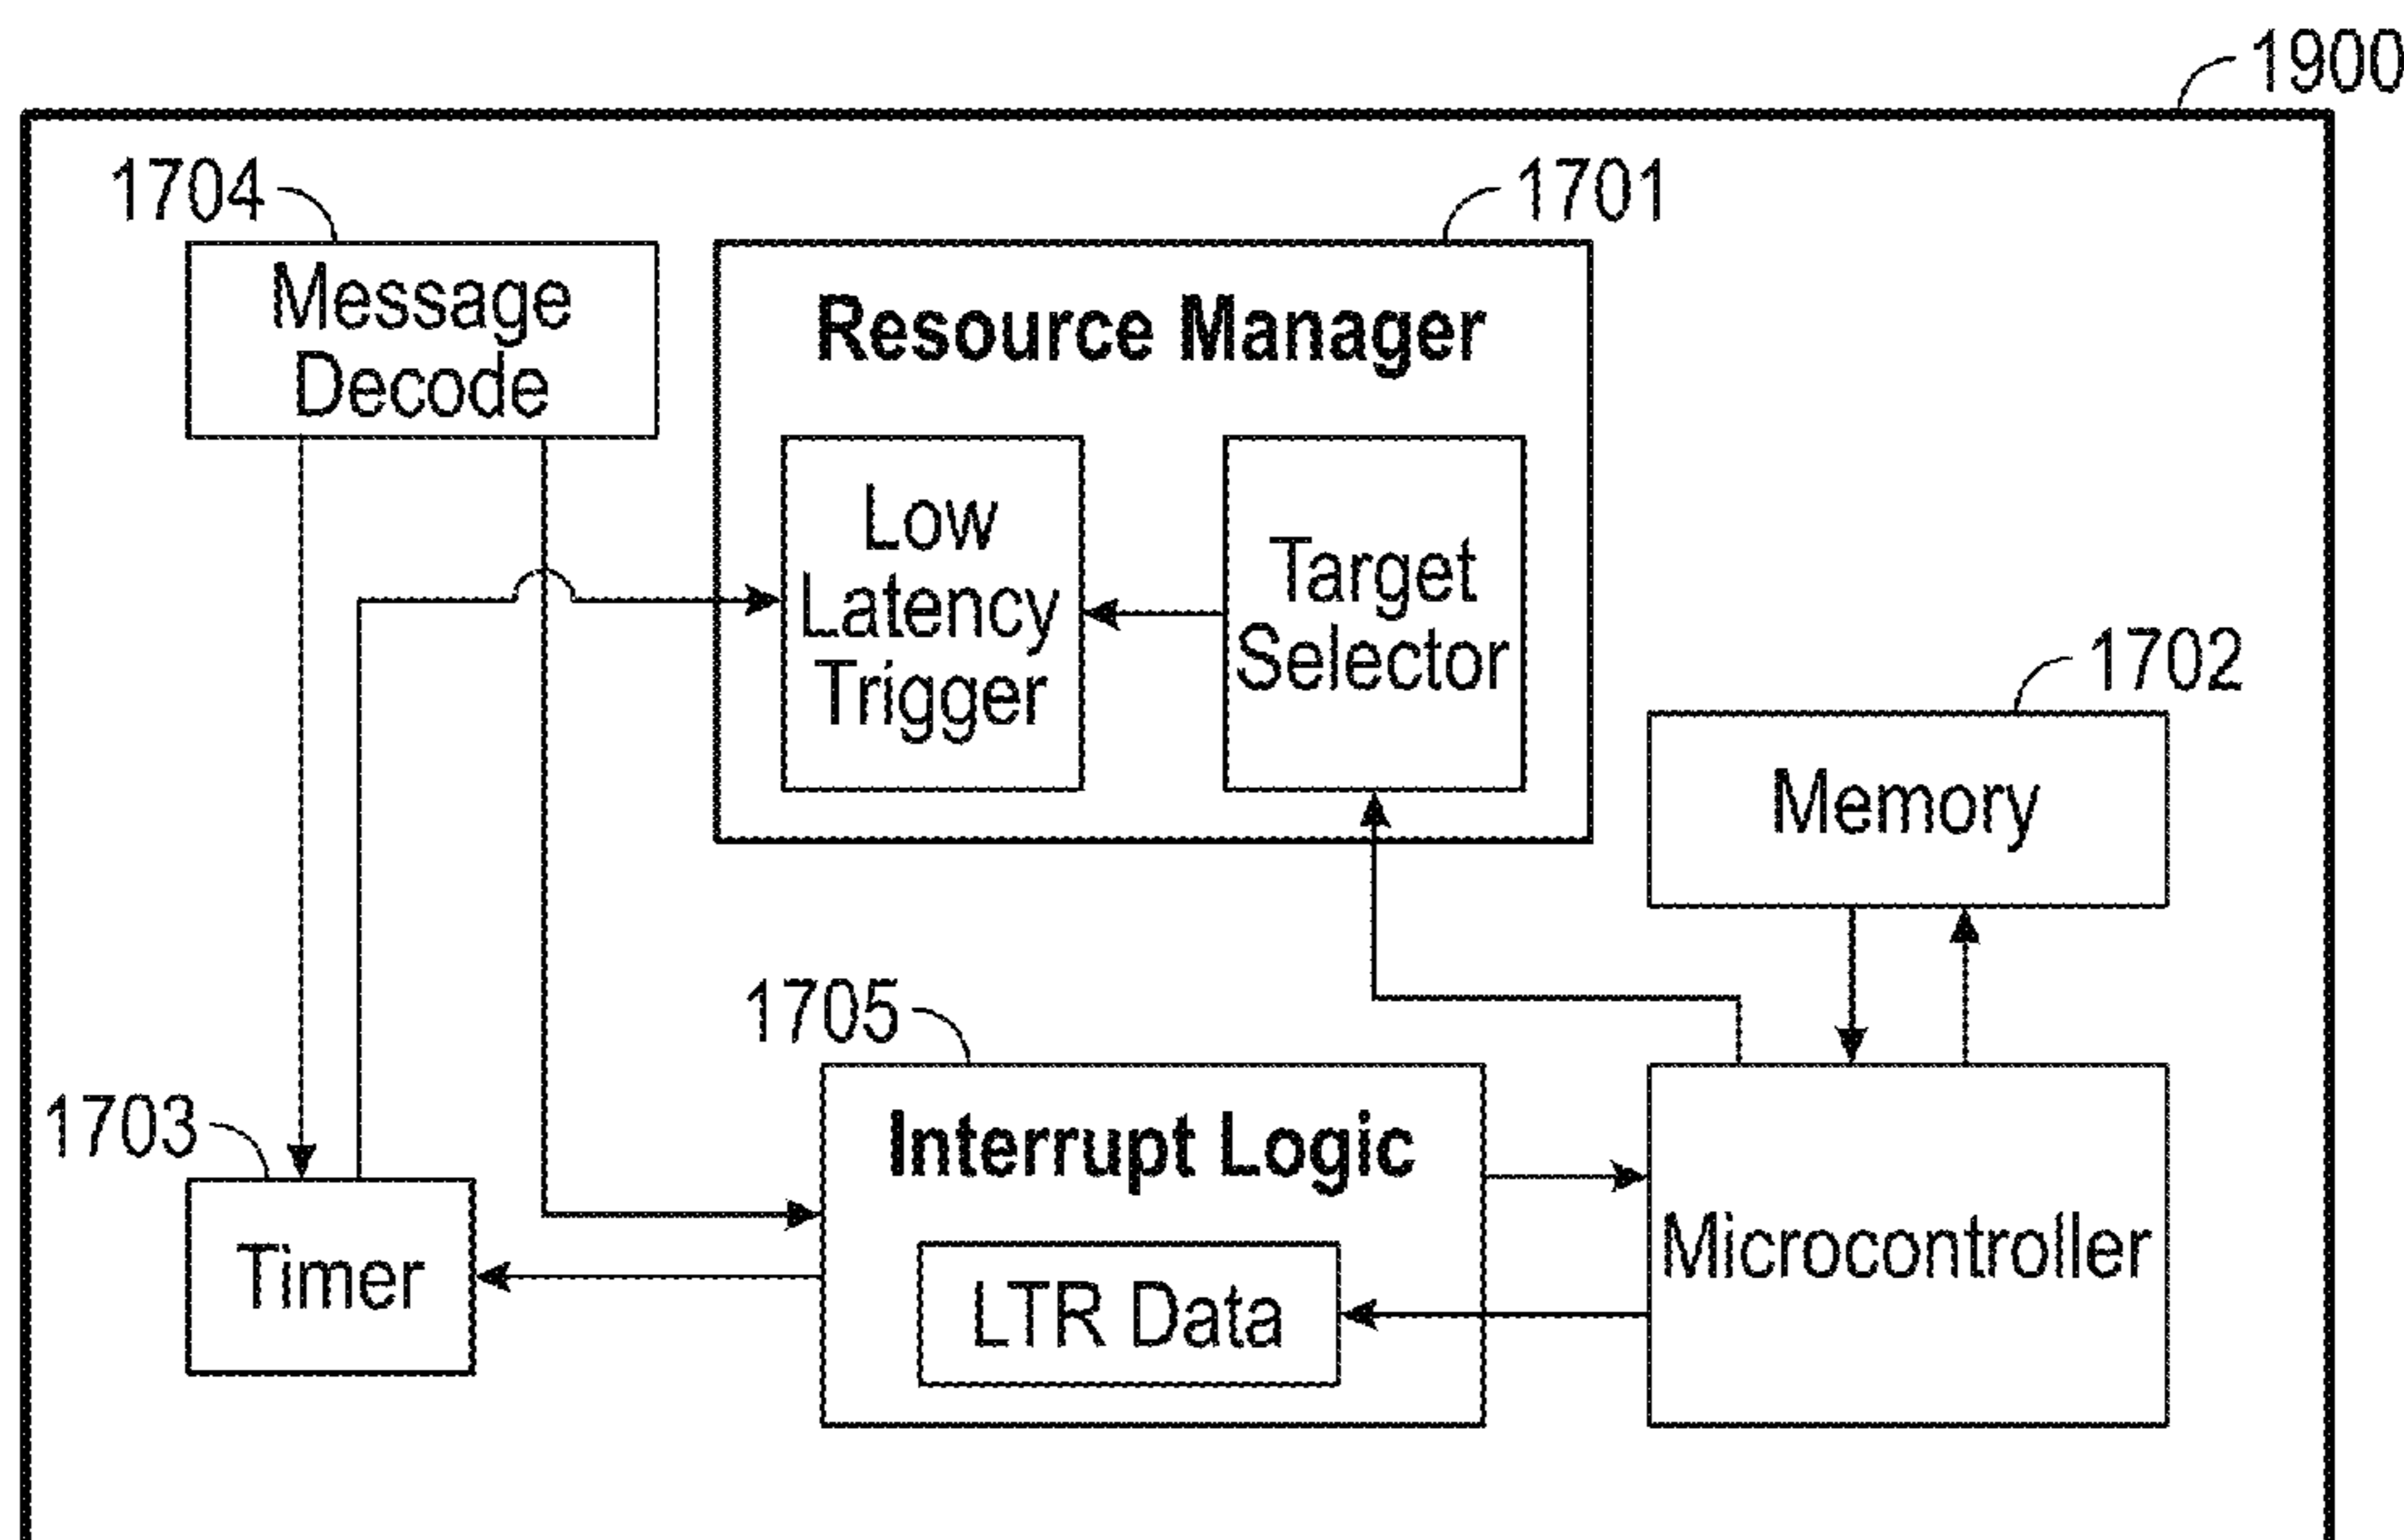 1900
1704
1701
Message
Decode
Resource Manager
Low
Latency
Trigger
Target
Selector
1702
Memory
1705
1703
Interrupt Logic
Timer
LTR Data
Microcontroller